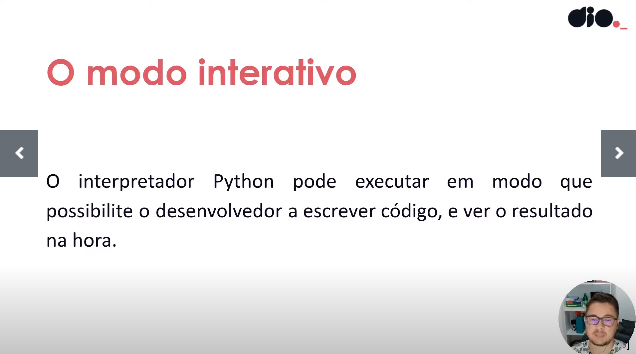 dio._
O modo interativo
O interpretador Python pode executar em modo que
possibilite o desenvolvedor a escrever código, e ver o resultado
na hora.